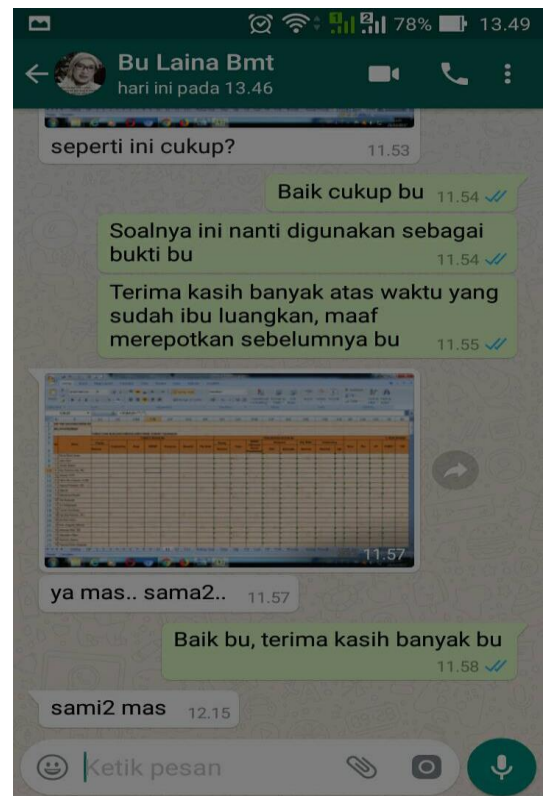 78% 13.49
Bu Laina Bmt
hari ini pada 13.46
seperti ini cukup? 11.53
Baik cukup bu 11.54
Soalnya ini nanti digunakan sebagai
bukti bu 11.54
Terima kasih banyak atas waktu yang
sudah ibu luangkan, maaf
merepotkan sebelumnya bu 11.55
11.57
ya mas.. sama2.. 11.57
Baik bu, terima kasih banyak bu
11.58
sami2 mas 12.15
Ketik pesan